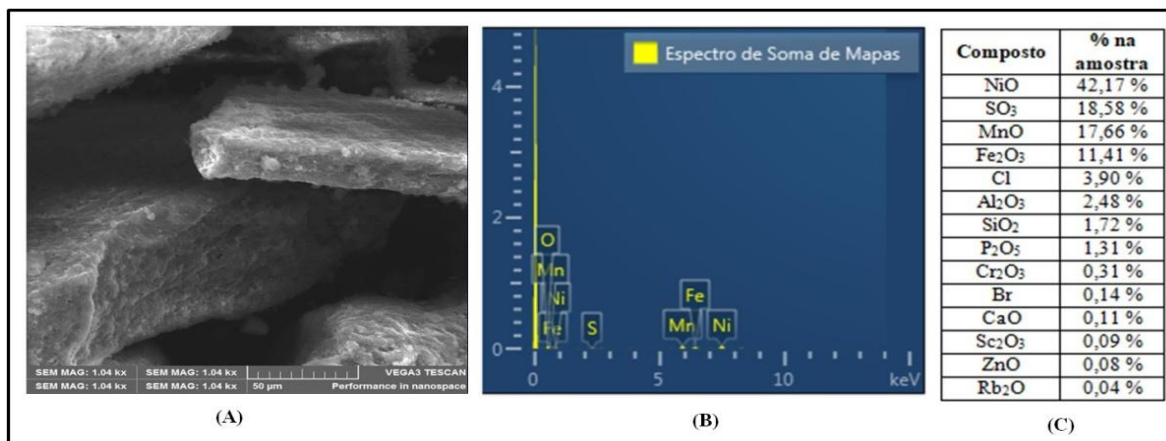 SEM MAG: 1.04 kx SEM MAG: 1.04 kx VEGA3 TESCAN
SEM MAG: 1.04 kx SEM MAG: 1.04 kx 50 µm Performance in nanospace
(A)
Espectro de Soma de Mapas
4
2
0
O
Mn
Ni
Fe
S
Fe
Mn
Ni
0 5 10 keV
(B)
Composto % na amostra
NiO 42,17 %
SO₃ 18,58 %
MnO 17,66 %
Fe₂O₃ 11,41 %
Cl 3,90 %
Al₂O₃ 2,48 %
SiO₂ 1,72 %
P₂O₅ 1,31 %
Cr₂O₃ 0,31 %
Br 0,14 %
CaO 0,11 %
Sc₂O₃ 0,09 %
ZnO 0,08 %
Rb₂O 0,04 %
(C)